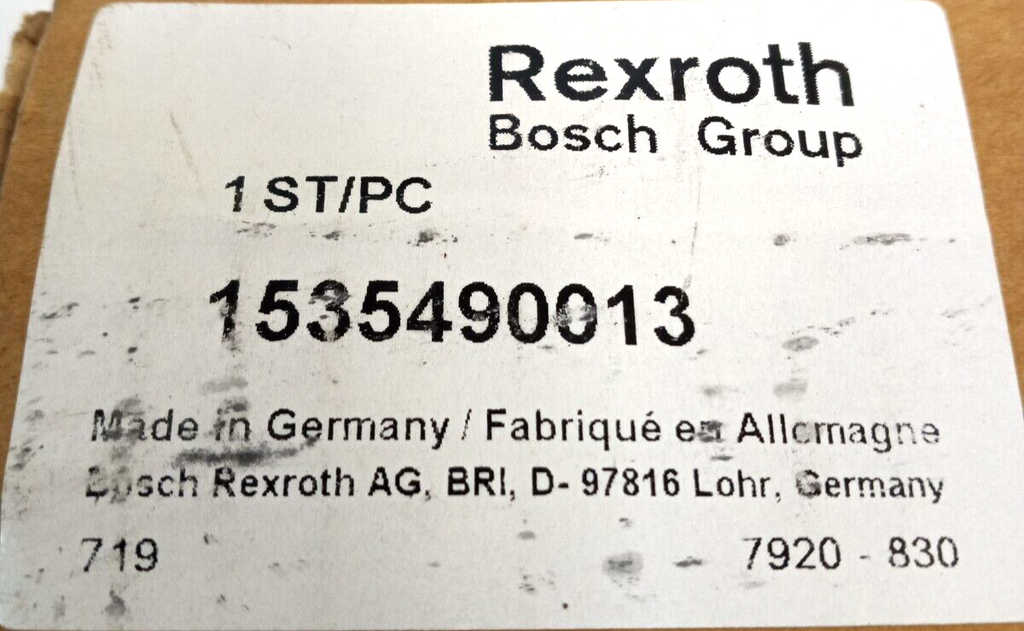 Rexroth
Bosch Group
1 ST/PC
1535490013
Made in Germany / Fabriqué en Allemagne
Bosch Rexroth AG, BRI, D- 97816 Lohr, Germany
719
7920 - 830